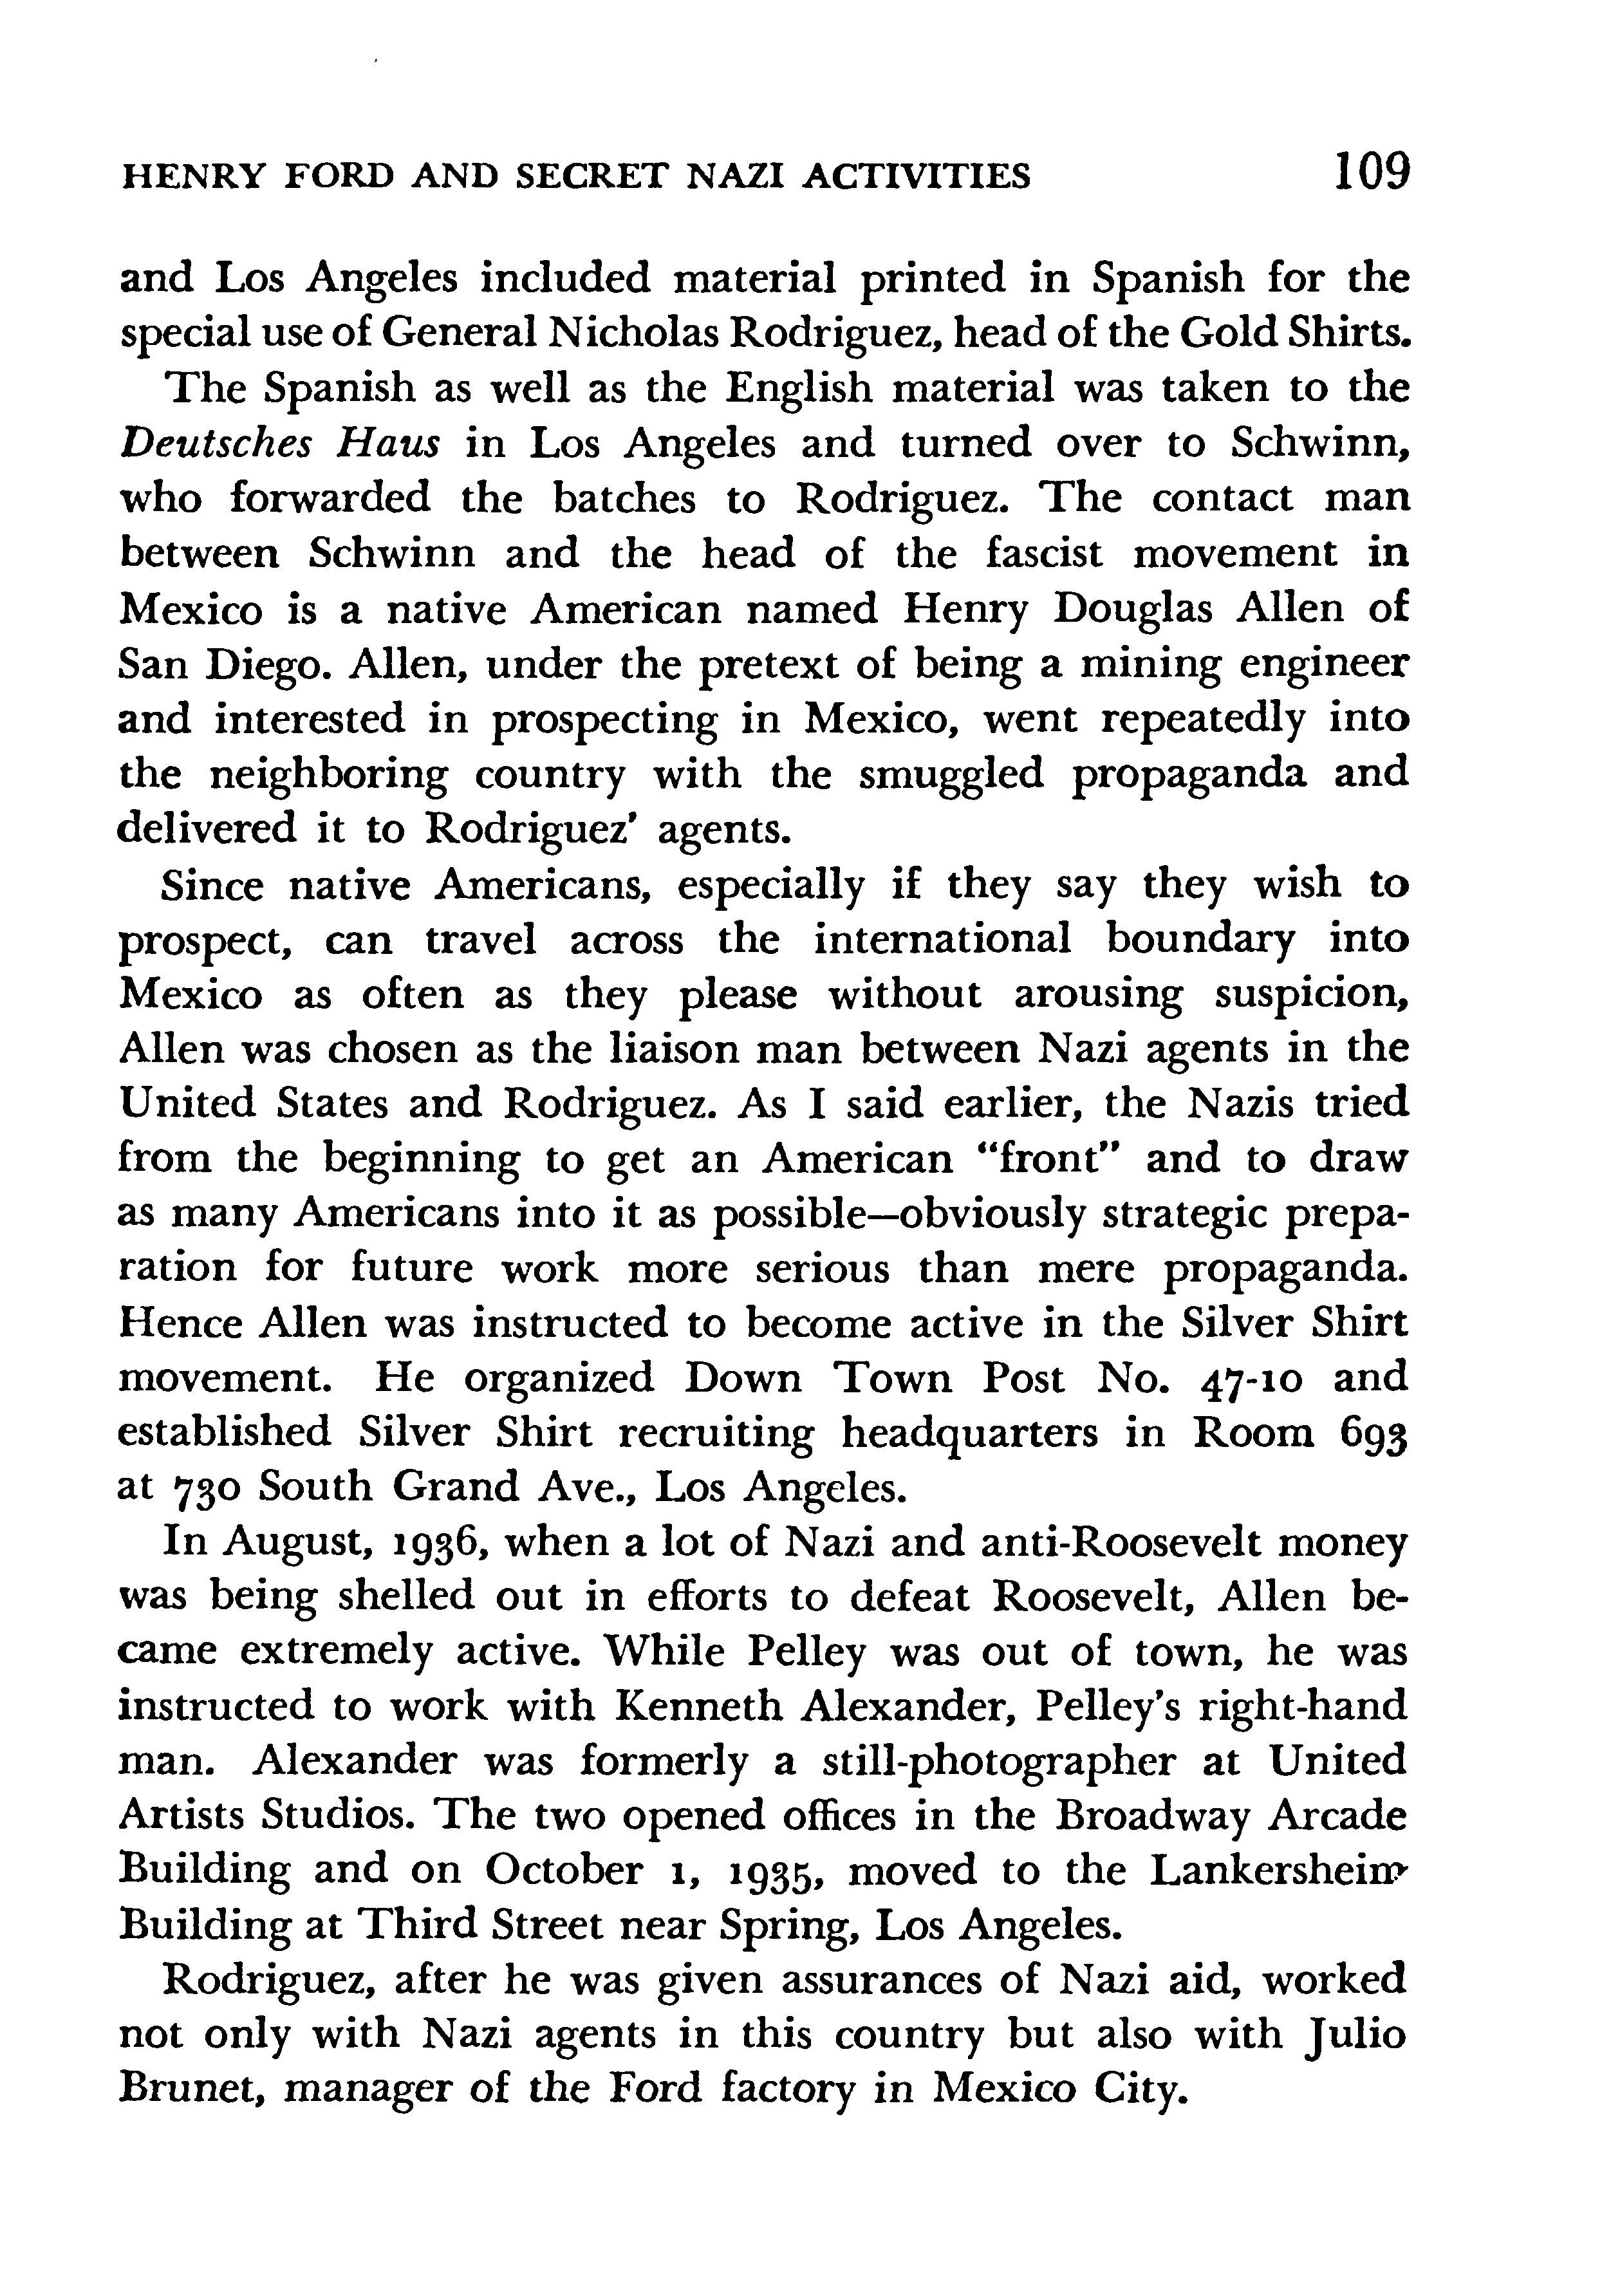 HENRY FORD AND SECRET NAZI ACTIVITIES 109
and Los Angeles included material printed in Spanish for the
special use of General Nicholas Rodriguez, head of the Gold Shirts.
The Spanish as well as the English material was taken to the
Deutsches Haus in Los Angeles and turned over to Schwinn,
who forwarded the batches to Rodriguez. The contact man
between Schwinn and the head of the fascist movement in
Mexico is a native American named Henry Douglas Allen of
San Diego. Allen, under the pretext of being a mining engineer
and interested in prospecting in Mexico, went repeatedly into
the neighboring country with the smuggled propaganda and
delivered it to Rodriguez' agents.
Since native Americans, especially if they say they wish to
prospect, can travel across the international boundary into
Mexico as often as they please without arousing suspicion,
Allen was chosen as the liaison man between Nazi agents in the
United States and Rodriguez. As I said earlier, the Nazis tried
from the beginning to get an American “front” and to draw
as many Americans into it as possible—obviously strategic prepa-
ration for future work more serious than mere propaganda.
Hence Allen was instructed to become active in the Silver Shirt
movement. He organized Down Town Post No. 47-10 and
established Silver Shirt recruiting headquarters in Room 693
at 730 South Grand Ave., Los Angeles.
In August, 1936, when a lot of Nazi and anti-Roosevelt money
was being shelled out in efforts to defeat Roosevelt, Allen be-
came extremely active. While Pelley was out of town, he was
instructed to work with Kenneth Alexander, Pelley's right-hand
man. Alexander was formerly a still-photographer at United
Artists Studios. The two opened offices in the Broadway Arcade
Building and on October 1, 1935, moved to the Lankersheim
Building at Third Street near Spring, Los Angeles.
Rodriguez, after he was given assurances of Nazi aid, worked
not only with Nazi agents in this country but also with Julio
Brunet, manager of the Ford factory in Mexico City.